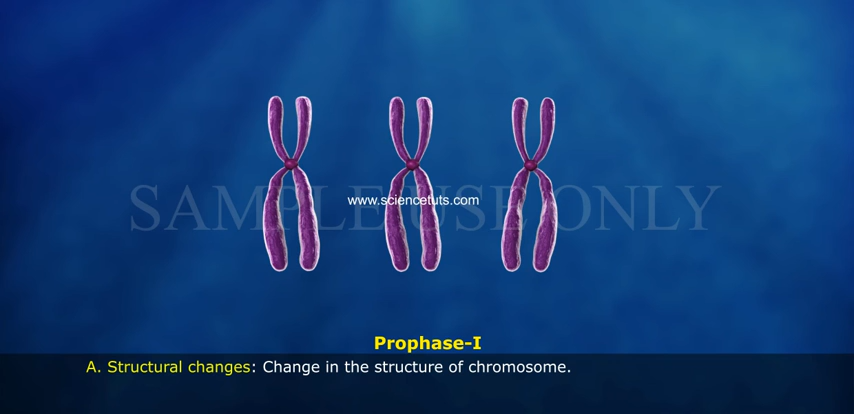 SAMPLE USE ONLY
www.sciencetuts.com
Prophase-I
A. Structural changes: Change in the structure of chromosome.